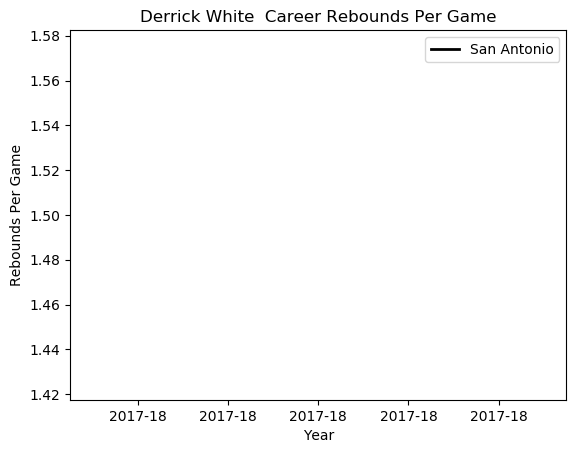 Derrick White  Career Rebounds Per Game
San Antonio
Rebounds Per Game
1.58
1.56
1.54
1.52
1.50
1.48
1.46
1.44
1.42
2017-18 2017-18 2017-18 2017-18 2017-18
Year